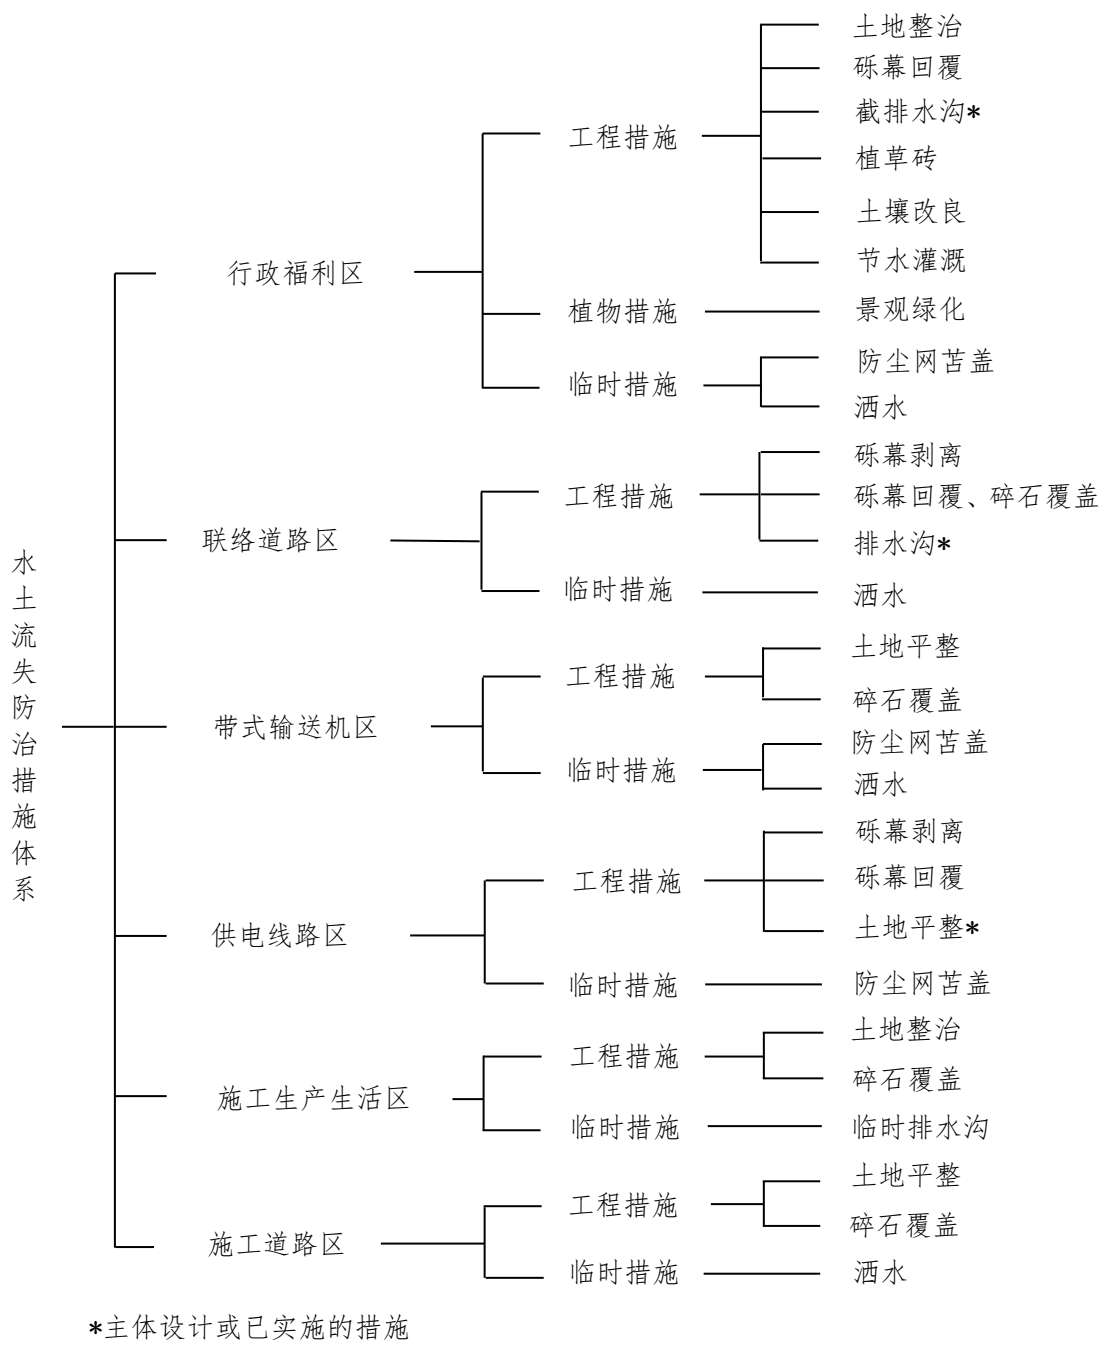 水土流失防治措施体系
行政福利区
工程措施
土地整治
砾幕回覆
截排水沟*
植草砖
土壤改良
节水灌溉
植物措施
景观绿化
临时措施
防尘网苫盖
洒水
联络道路区
工程措施
砾幕剥离
砾幕回覆、碎石覆盖
排水沟*
临时措施
洒水
带式输送机区
工程措施
土地平整
碎石覆盖
临时措施
防尘网苫盖
洒水
供电线路区
工程措施
砾幕剥离
砾幕回覆
土地平整*
临时措施
防尘网苫盖
施工生产生活区
工程措施
土地整治
碎石覆盖
临时措施
临时排水沟
施工道路区
工程措施
土地平整
碎石覆盖
临时措施
洒水
*主体设计或已实施的措施